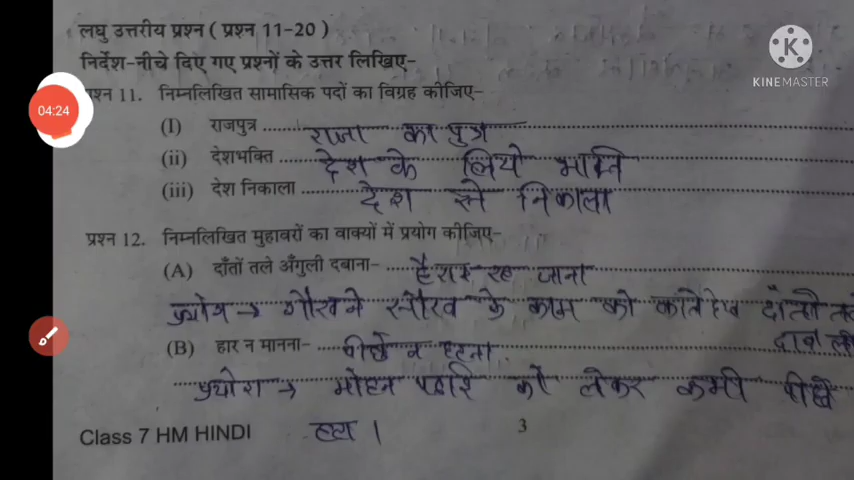 लघु उत्तरीय प्रश्न ( प्रश्न 11-20 )
निर्देश-नीचे दिए गए प्रश्नों के उत्तर लिखिए-
KINEMASTER
04:24
प्रश्न 11. निम्नलिखित सामासिक पदों का विग्रह कीजिए-
(I) राजपुत्र राजा का पुत्र
(ii) देशभक्ति देश के लिये भक्ति
(iii) देश निकाला देश से निकाला
प्रश्न 12. निम्नलिखित मुहावरों का वाक्यों में प्रयोग कीजिए-
(A) दाँतों तले अँगुली दबाना- हैरान रह जाना
प्रयोग → ने सौरव के काम को
(B) हार न मानना- पीछे न हटना
प्रयोग → मोहन पढ़ाई को लेकर कभी पीछे
हटा ।
Class 7 HM HINDI 3